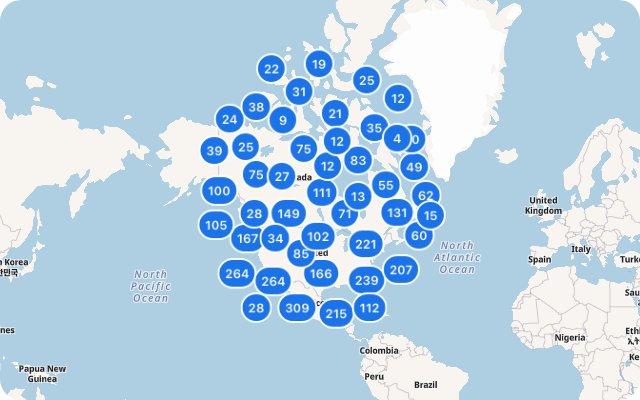 19
22
25
31
12
38
21
24
9
35
4
12
39
25
75
83
12
49
75
27
ada
55
100
111
13
62
28
149
71
131
15
105
167
34
102
221
60
85
ted
264
264
166
239
207
28
309
215
112
United
Kingdom
Spain
Italy
North
Atlantic
Ocean
North
Pacific
Ocean
Korea
한민국
Nigeria
Colombia
Peru
Brazil
Papua New
Guinea